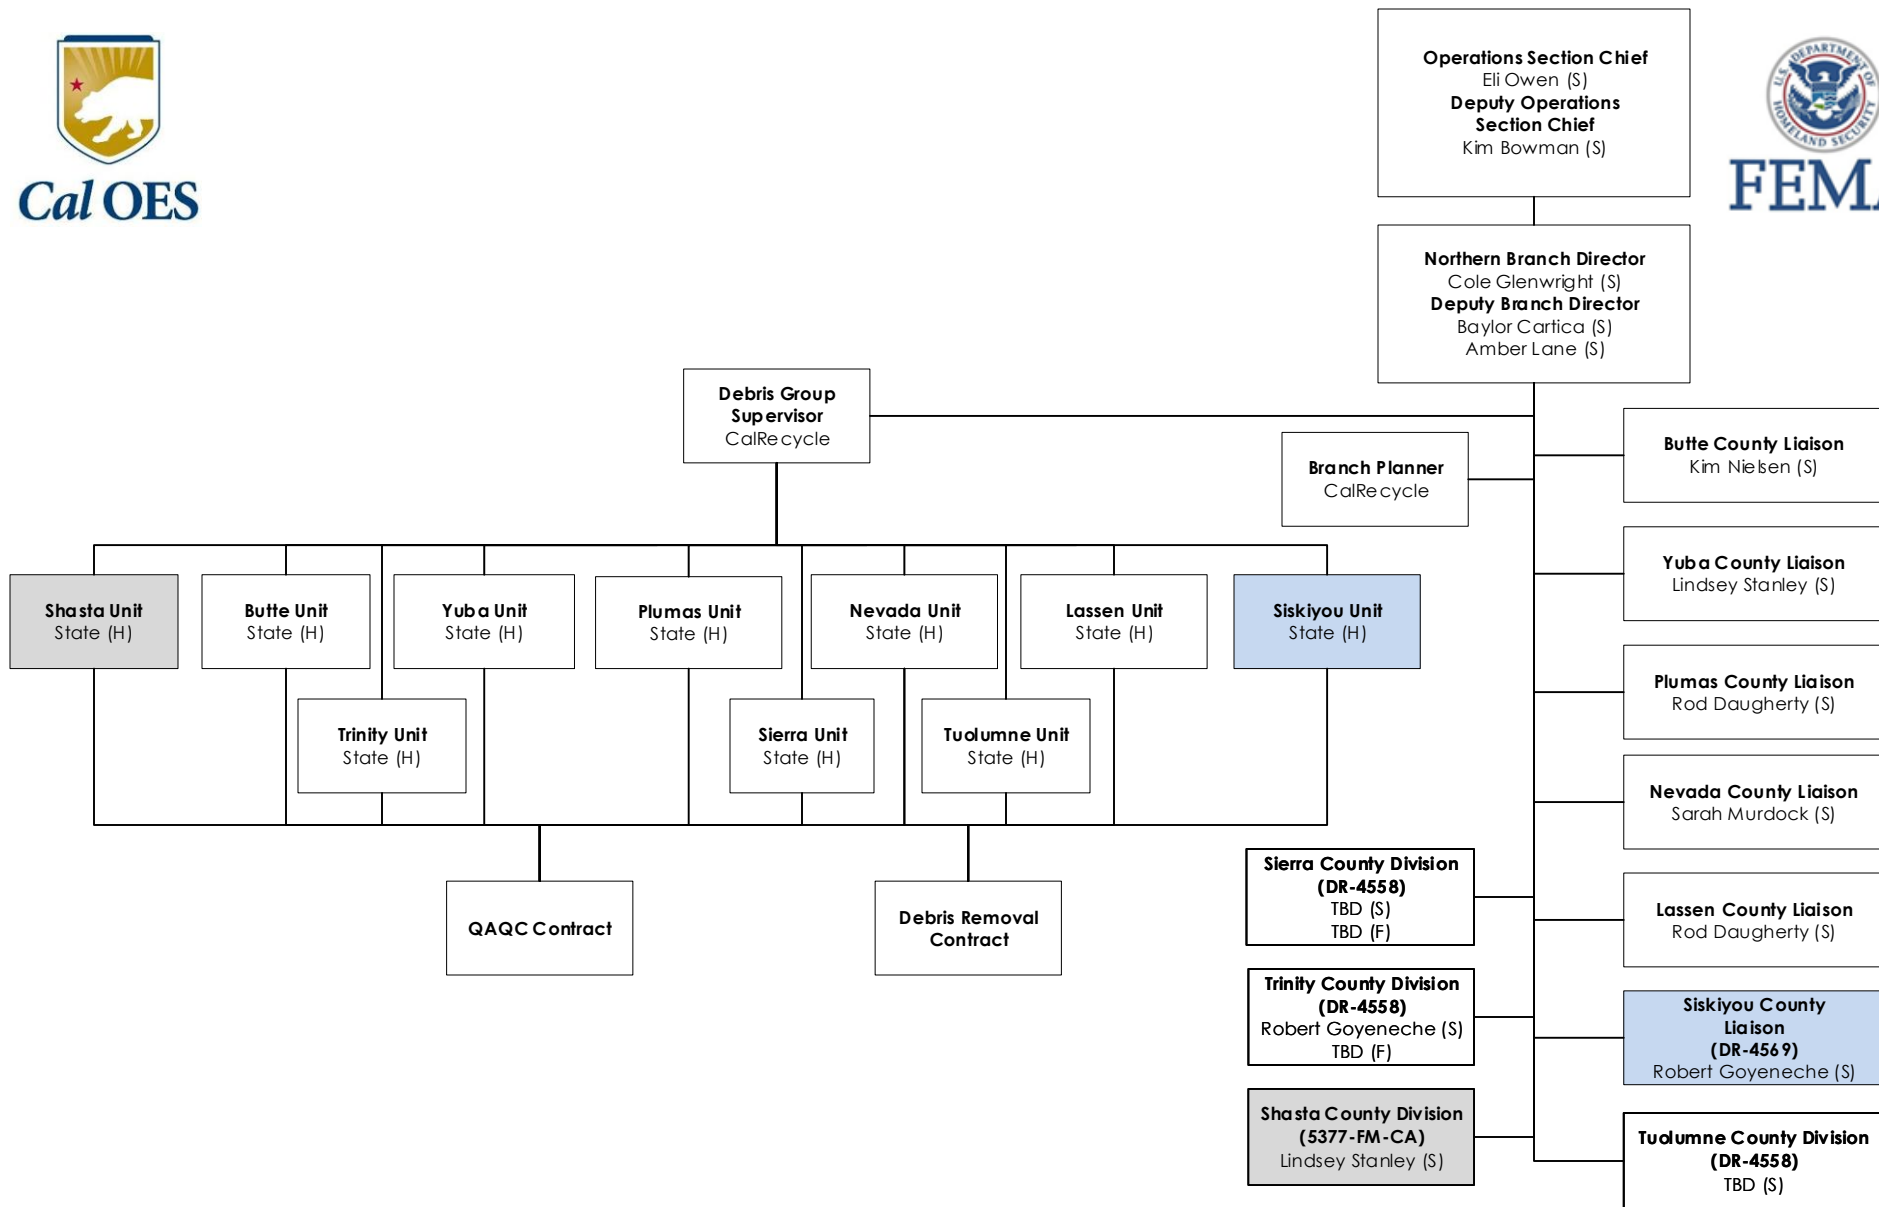 Cal OES
Operations Section Chief
Eli Owen (S)
Deputy Operations
Section Chief
Kim Bowman (S)
U.S. DEPARTMENT OF
HOMELAND SECURITY
FEMA
Northern Branch Director
Cole Glenwright (S)
Deputy Branch Director
Baylor Cartica (S)
Amber Lane (S)
Debris Group
Supervisor
CalRecycle
Branch Planner
CalRecycle
Butte County Liaison
Kim Nielsen (S)
Yuba County Liaison
Lindsey Stanley (S)
Plumas County Liaison
Rod Daugherty (S)
Nevada County Liaison
Sarah Murdock (S)
Lassen County Liaison
Rod Daugherty (S)
Siskiyou County
Liaison
(DR-4569)
Robert Goyeneche (S)
Tuolumne County Division
(DR-4558)
TBD (S)
Shasta Unit
State (H)
Butte Unit
State (H)
Yuba Unit
State (H)
Plumas Unit
State (H)
Nevada Unit
State (H)
Lassen Unit
State (H)
Siskiyou Unit
State (H)
Trinity Unit
State (H)
Sierra Unit
State (H)
Tuolumne Unit
State (H)
QAQC Contract
Debris Removal
Contract
Sierra County Division
(DR-4558)
TBD (S)
TBD (F)
Trinity County Division
(DR-4558)
Robert Goyeneche (S)
TBD (F)
Shasta County Division
(5377-FM-CA)
Lindsey Stanley (S)